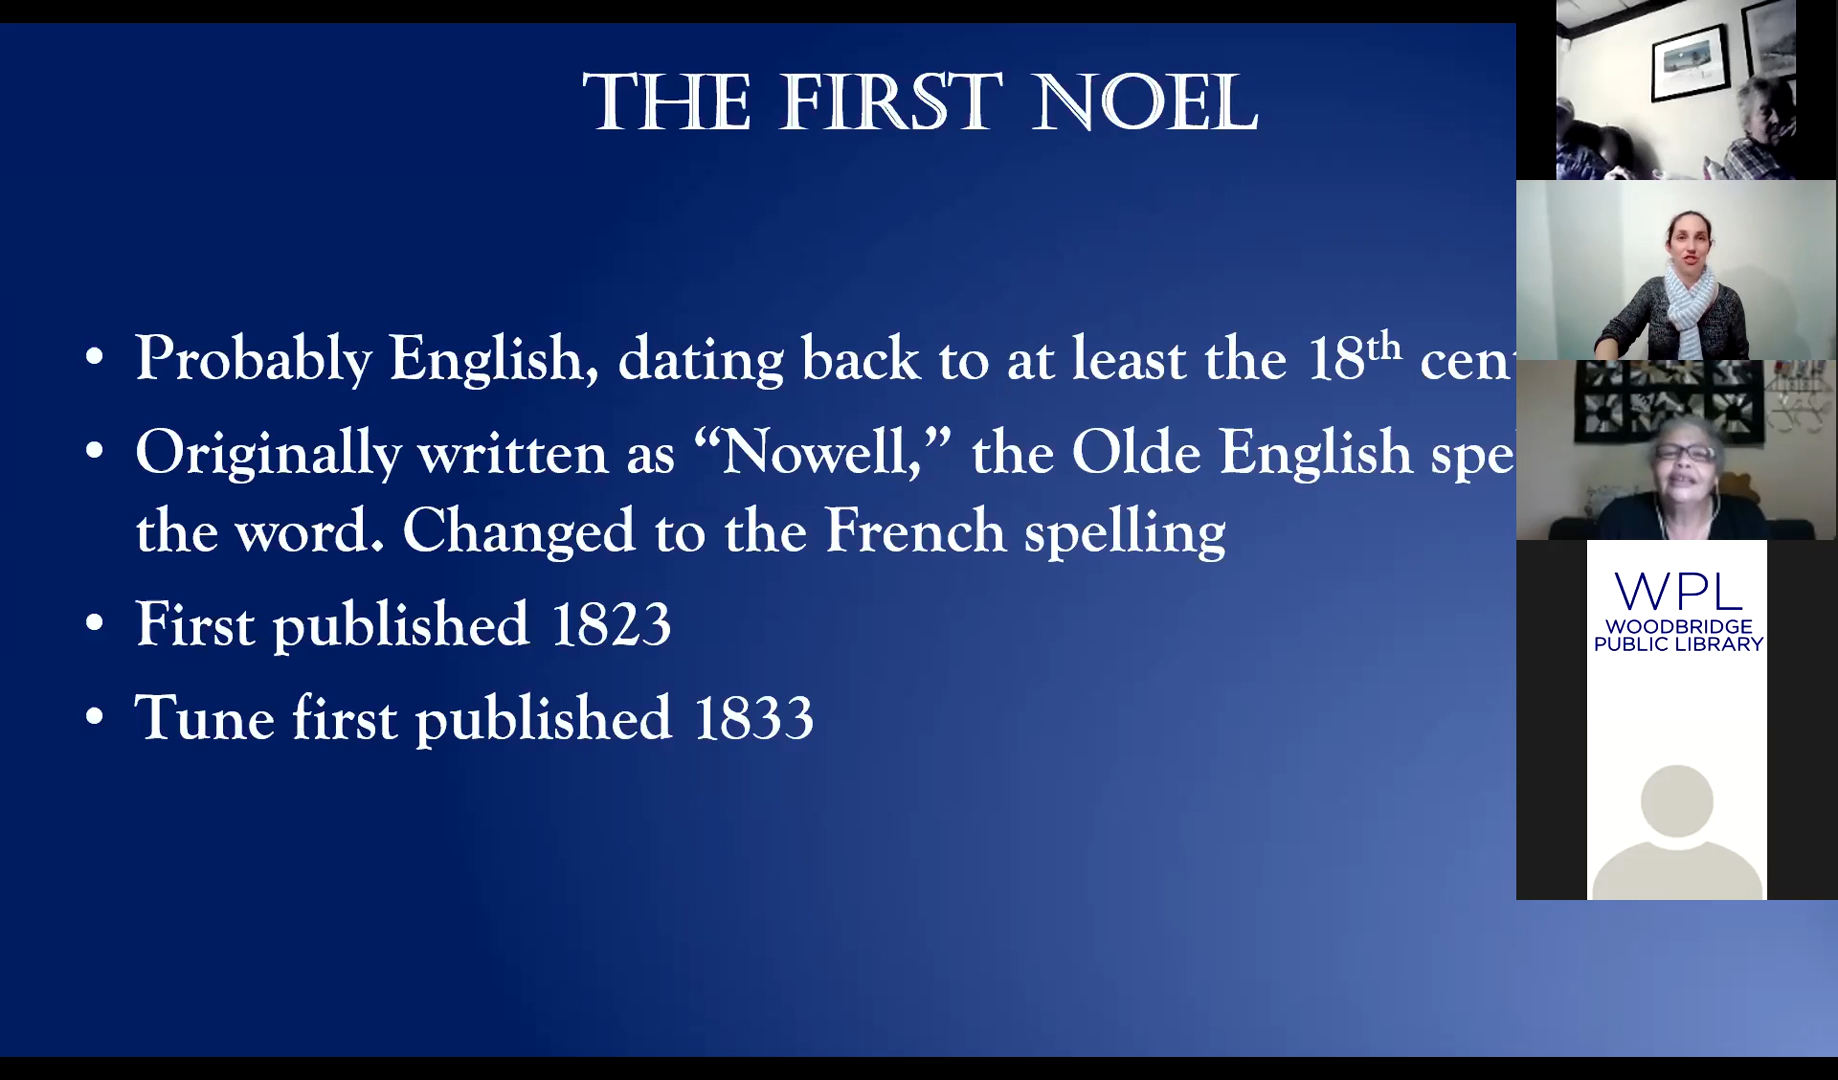 THE FIRST NOEL
• Probably English, dating back to at least the 18th
• Originally written as “Nowell,” the Olde English
the word. Changed to the French spelling
• First published 1823
• Tune first published 1833
WPL
WOODBRIDGE
PUBLIC LIBRARY